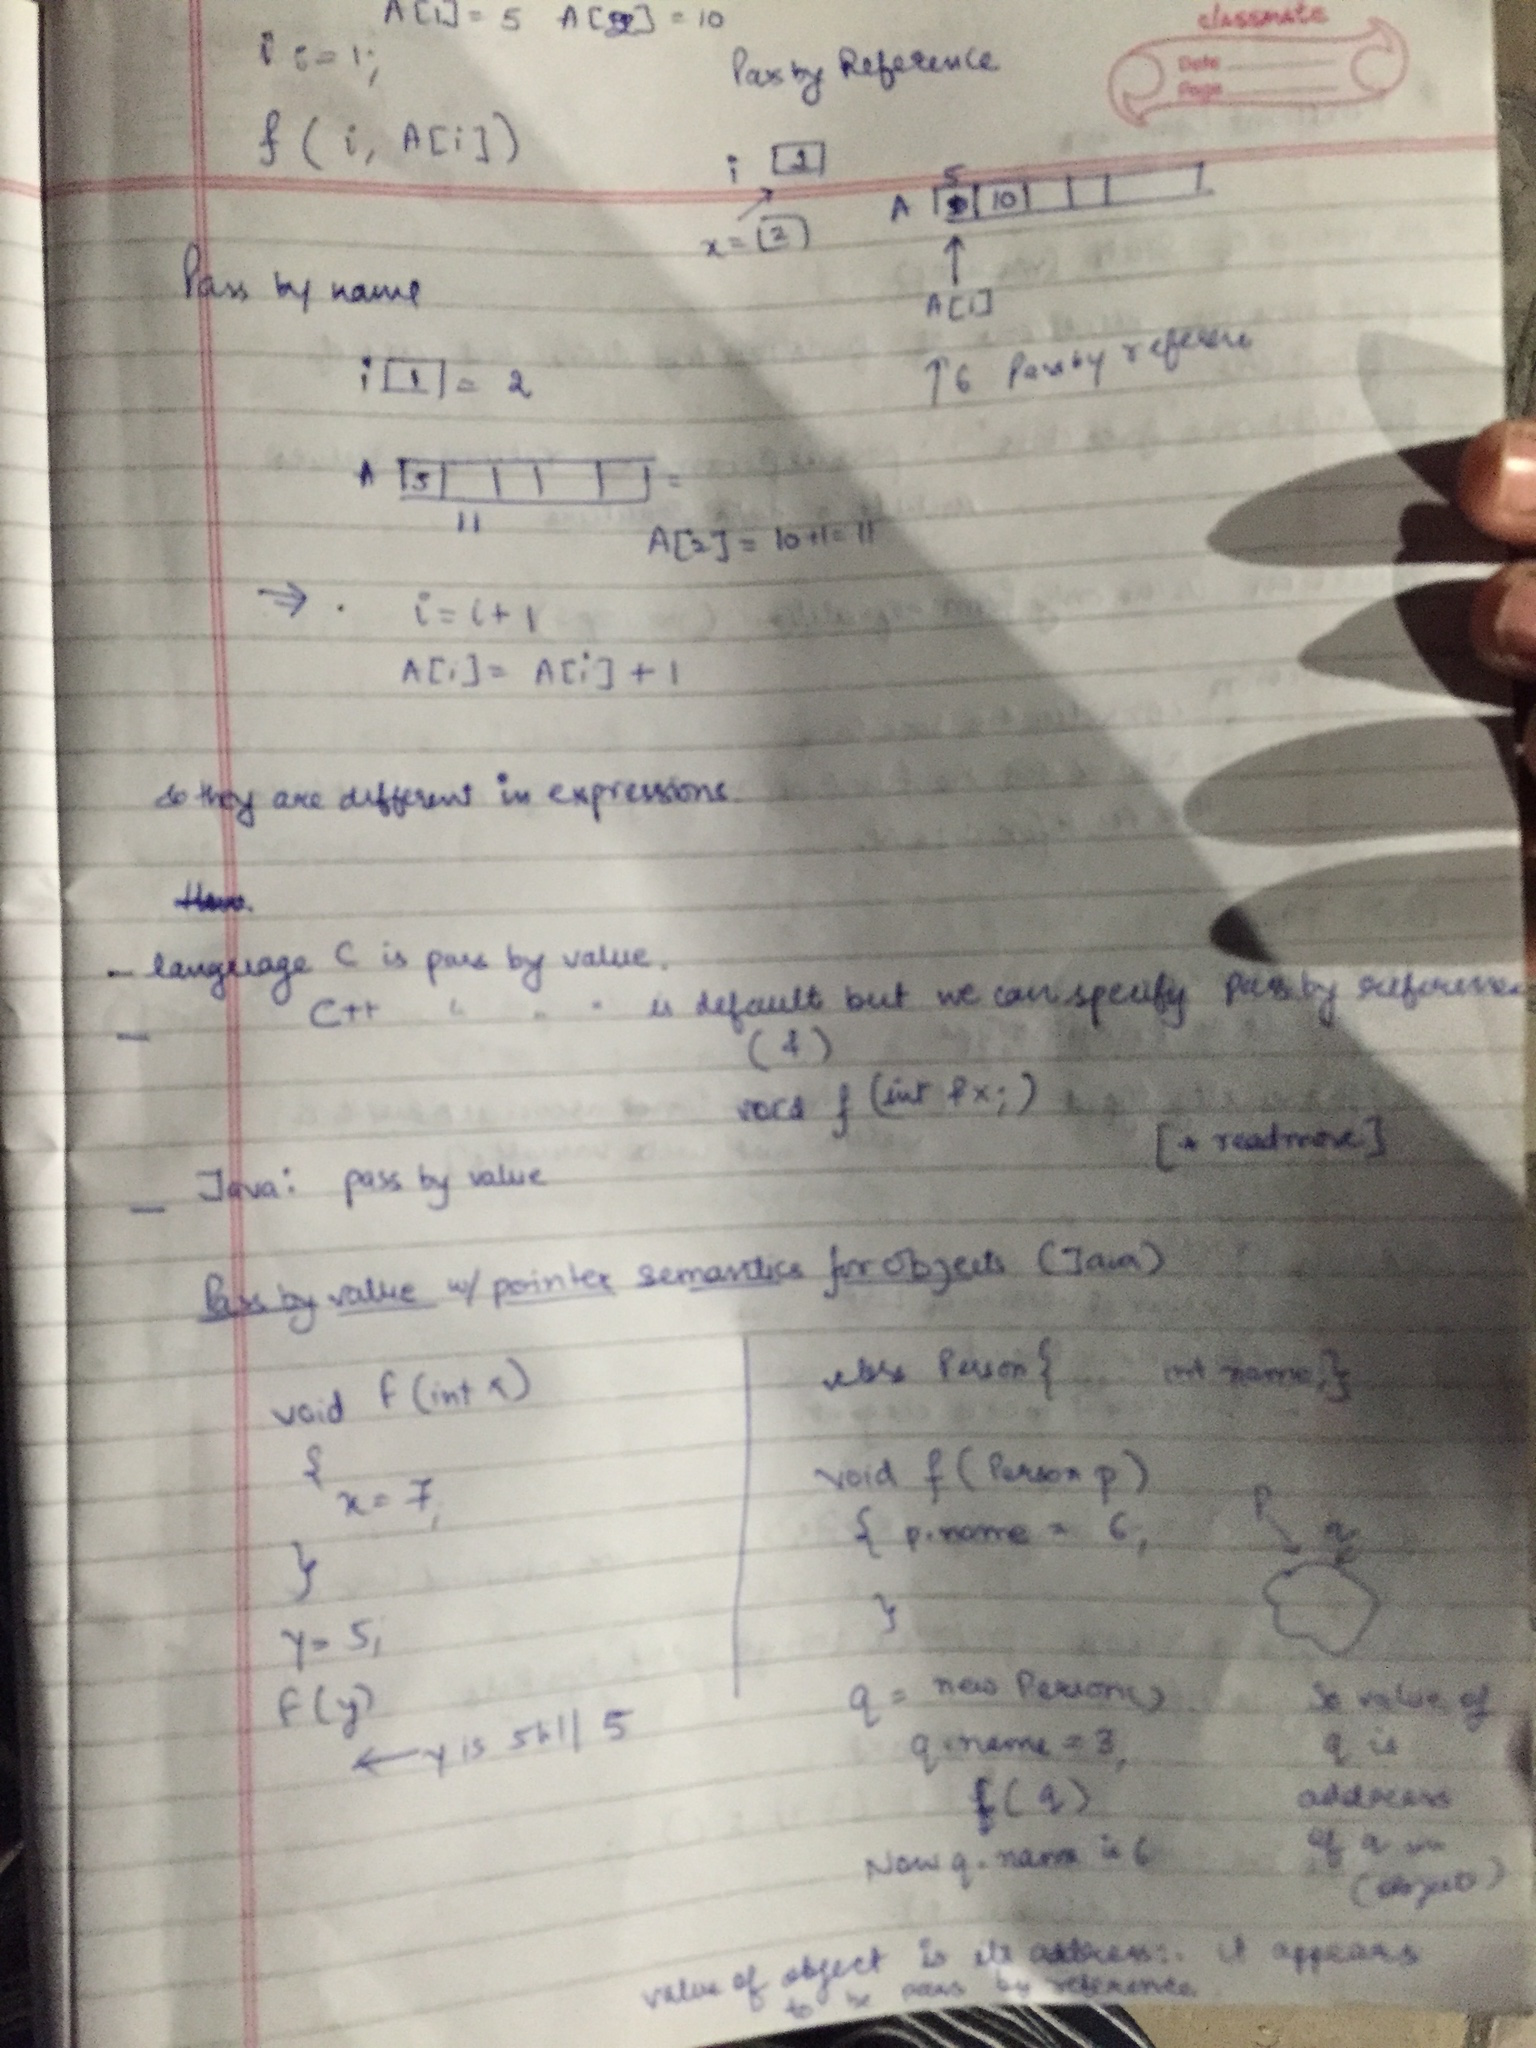 A[1] = 5 A[2] = 10
classmate
Date
Page
i i = 1;
Pass by Reference
f ( i, A[i])
i 2
5
A 10
x = 2
A[i]
↑6 Pass by reference
Pass by name
i 1 = 2
A 5 =
11
A[2] = 10+1 = 11
⇒ . i = i + 1
A[i] = A[i] + 1
So they are different in expressions.
- language C is pass by value.
- C++ " " " is default but we can specify pass by reference
(&)
void f (int &x;)
[* readmore]
- Java: pass by value
Pass by value w/ pointer semantics for objects (Java)
void f (int x)
{
x = 7;
}
y = 5;
f(y)
← y is still 5
class Person { int name;}
void f ( Person p)
{ p.name = 6;
}
p
q
q = new Person()
q.name = 3;
f(q)
Now q.name is 6
So value of
q is
address
of q
(object)
value of object is its address ∴ it appears
to be pass by reference.